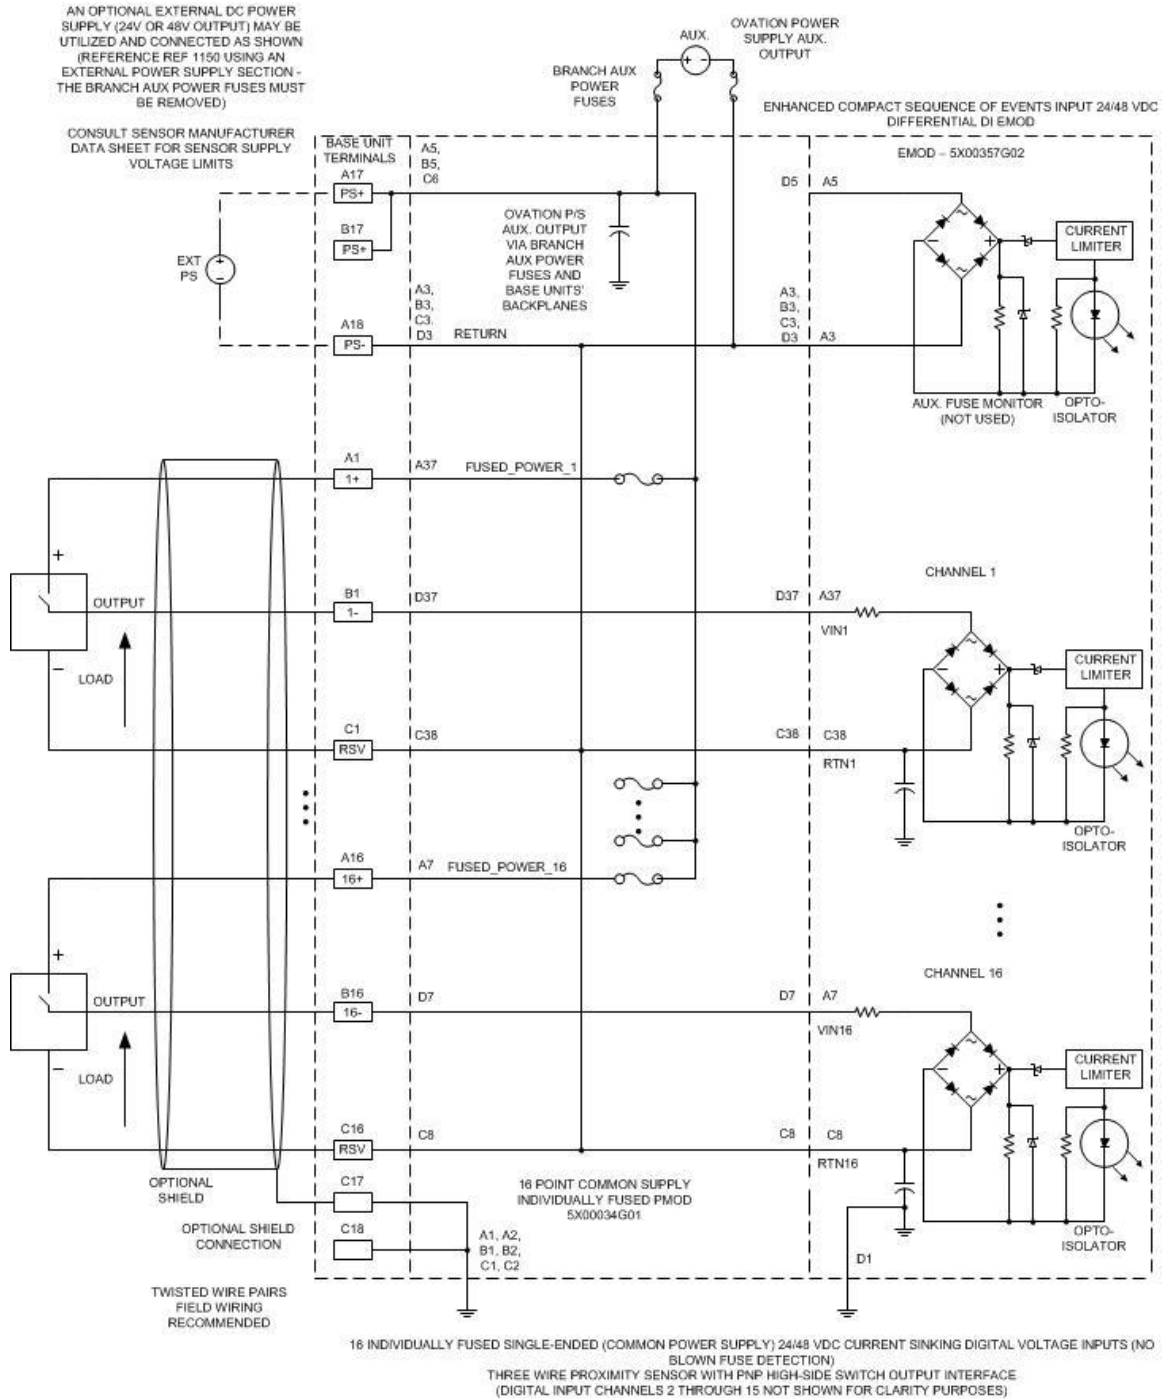 AN OPTIONAL EXTERNAL DC POWER
SUPPLY (24V OR 48V OUTPUT) MAY BE
UTILIZED AND CONNECTED AS SHOWN
(REFERENCE REF 1150 USING AN
EXTERNAL POWER SUPPLY SECTION -
THE BRANCH AUX POWER FUSES MUST
BE REMOVED)
CONSULT SENSOR MANUFACTURER
DATA SHEET FOR SENSOR SUPPLY
VOLTAGE LIMITS
AUX.
+ -
OVATION POWER
SUPPLY AUX.
OUTPUT
BRANCH AUX
POWER
FUSES
ENHANCED COMPACT SEQUENCE OF EVENTS INPUT 24/48 VDC
DIFFERENTIAL DI EMOD
EMOD – 5X00357G02
BASE UNIT
TERMINALS
A17
PS+
B17
PS+
A5,
B5,
C6
EXT
PS
+
-
OVATION P/S
AUX. OUTPUT
VIA BRANCH
AUX POWER
FUSES AND
BASE UNITS'
BACKPLANES
D5
A5
~
-
+
~
CURRENT
LIMITER
A18
PS-
A3,
B3,
C3.
D3
RETURN
A3,
B3,
C3,
D3
A3
AUX. FUSE MONITOR
(NOT USED)
OPTO-
ISOLATOR
A1
1+
A37
FUSED_POWER_1
+
OUTPUT
LOAD
–
B1
1-
D37
D37
A37
VIN1
CHANNEL 1
~
-
+
~
CURRENT
LIMITER
C1
RSV
C38
C38
C38
RTN1
OPTO-
ISOLATOR
A16
16+
A7
FUSED_POWER_16
+
OUTPUT
LOAD
–
B16
16-
D7
D7
A7
VIN16
CHANNEL 16
~
-
+
~
CURRENT
LIMITER
C16
RSV
C8
C8
C8
RTN16
OPTO-
ISOLATOR
OPTIONAL
SHIELD
C17
16 POINT COMMON SUPPLY
INDIVIDUALLY FUSED PMOD
5X00034G01
OPTIONAL SHIELD
CONNECTION
C18
A1, A2,
B1, B2,
C1, C2
D1
TWISTED WIRE PAIRS
FIELD WIRING
RECOMMENDED
16 INDIVIDUALLY FUSED SINGLE-ENDED (COMMON POWER SUPPLY) 24/48 VDC CURRENT SINKING DIGITAL VOLTAGE INPUTS (NO
BLOWN FUSE DETECTION)
THREE WIRE PROXIMITY SENSOR WITH PNP HIGH-SIDE SWITCH OUTPUT INTERFACE
(DIGITAL INPUT CHANNELS 2 THROUGH 15 NOT SHOWN FOR CLARITY PURPOSES)